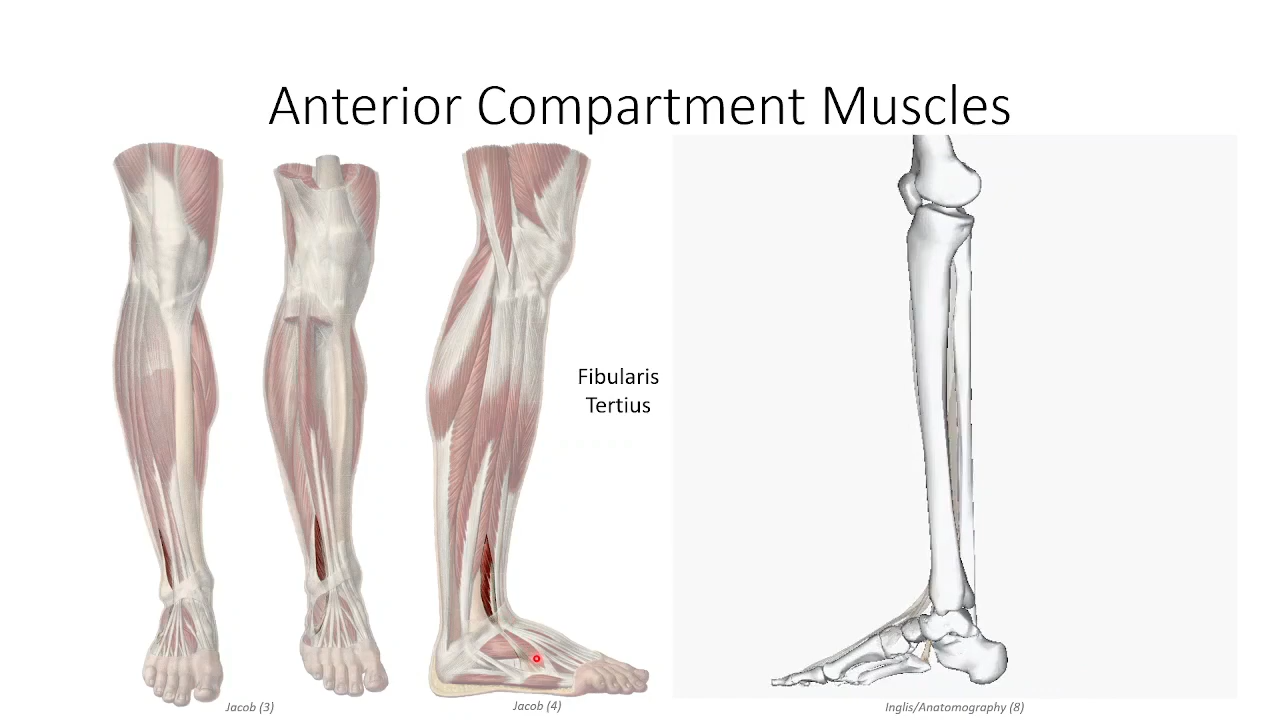 Anterior Compartment Muscles
Fibularis
Tertius
Jacob (3)
Jacob (4)
Inglis/Anatomography (8)